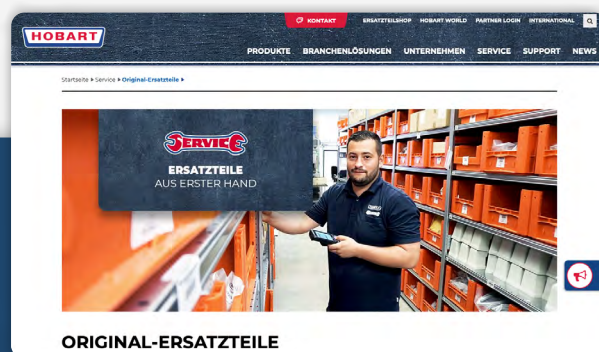 HOBART
KONTAKT ERSATZTEILSHOP HOBART WORLD PARTNER LOGIN INTERNATIONAL
PRODUKTE BRANCHENLÖSUNGEN UNTERNEHMEN SERVICE SUPPORT NEWS
Startseite Service Original-Ersatzteile
SERVICE
ERSATZTEILE
AUS ERSTER HAND
ORIGINAL-ERSATZTEILE